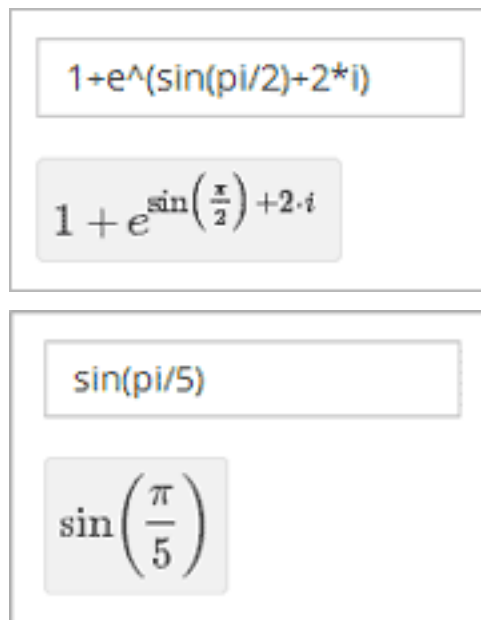 1+e^(sin(pi/2)+2*i)
1 + e^{sin(π/2)+2·i}
sin(pi/5)
sin(π/5)